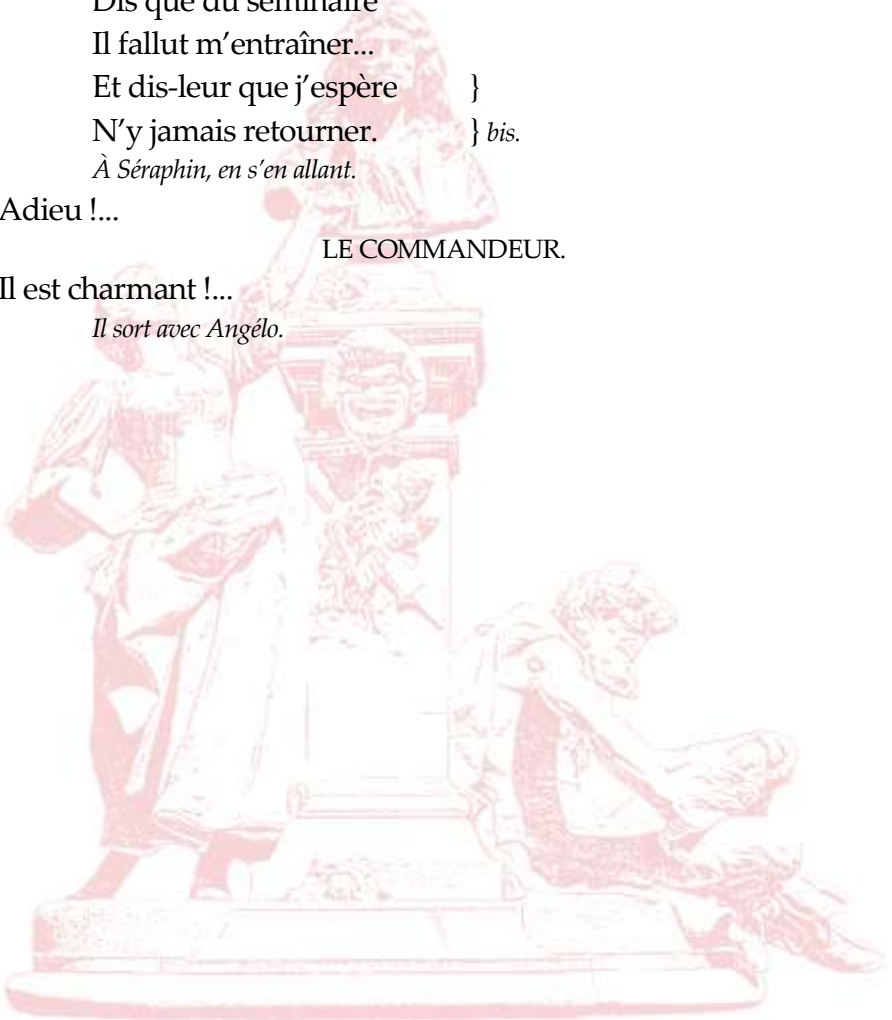 Dis que du séminaire
Il fallut m'entraîner...
Et dis-leur que j'espère }
N'y jamais retourner. } bis.
À Séraphin, en s'en allant.
Adieu !...
LE COMMANDEUR.
Il est charmant !...
Il sort avec Angélo.